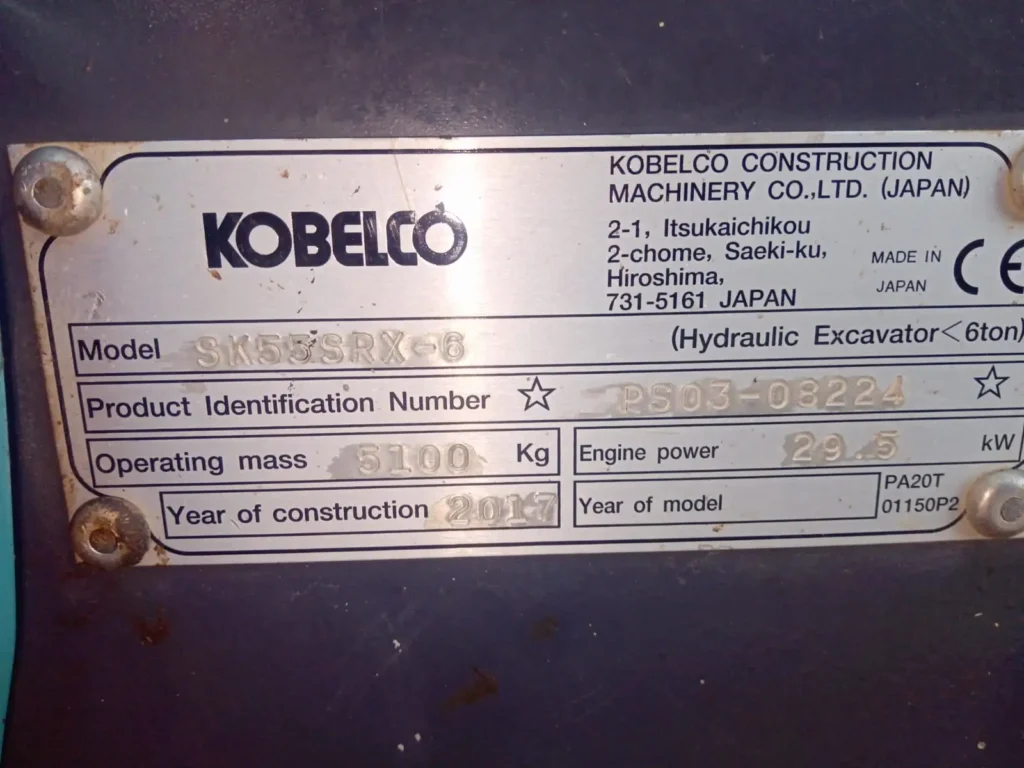 KOBELCO CONSTRUCTION
MACHINERY CO.,LTD. (JAPAN)
KOBELCO
2-1, Itsukaichikou
2-chome, Saeki-ku,
Hiroshima,
731-5161 JAPAN
MADE IN
JAPAN
CE
Model SK55SRX-6 (Hydraulic Excavator<6ton)
Product Identification Number ☆ PS03-08224 ☆
Operating mass 5100 Kg
Engine power 29.5 kW
Year of construction 2017
Year of model
PA20T
01150P2